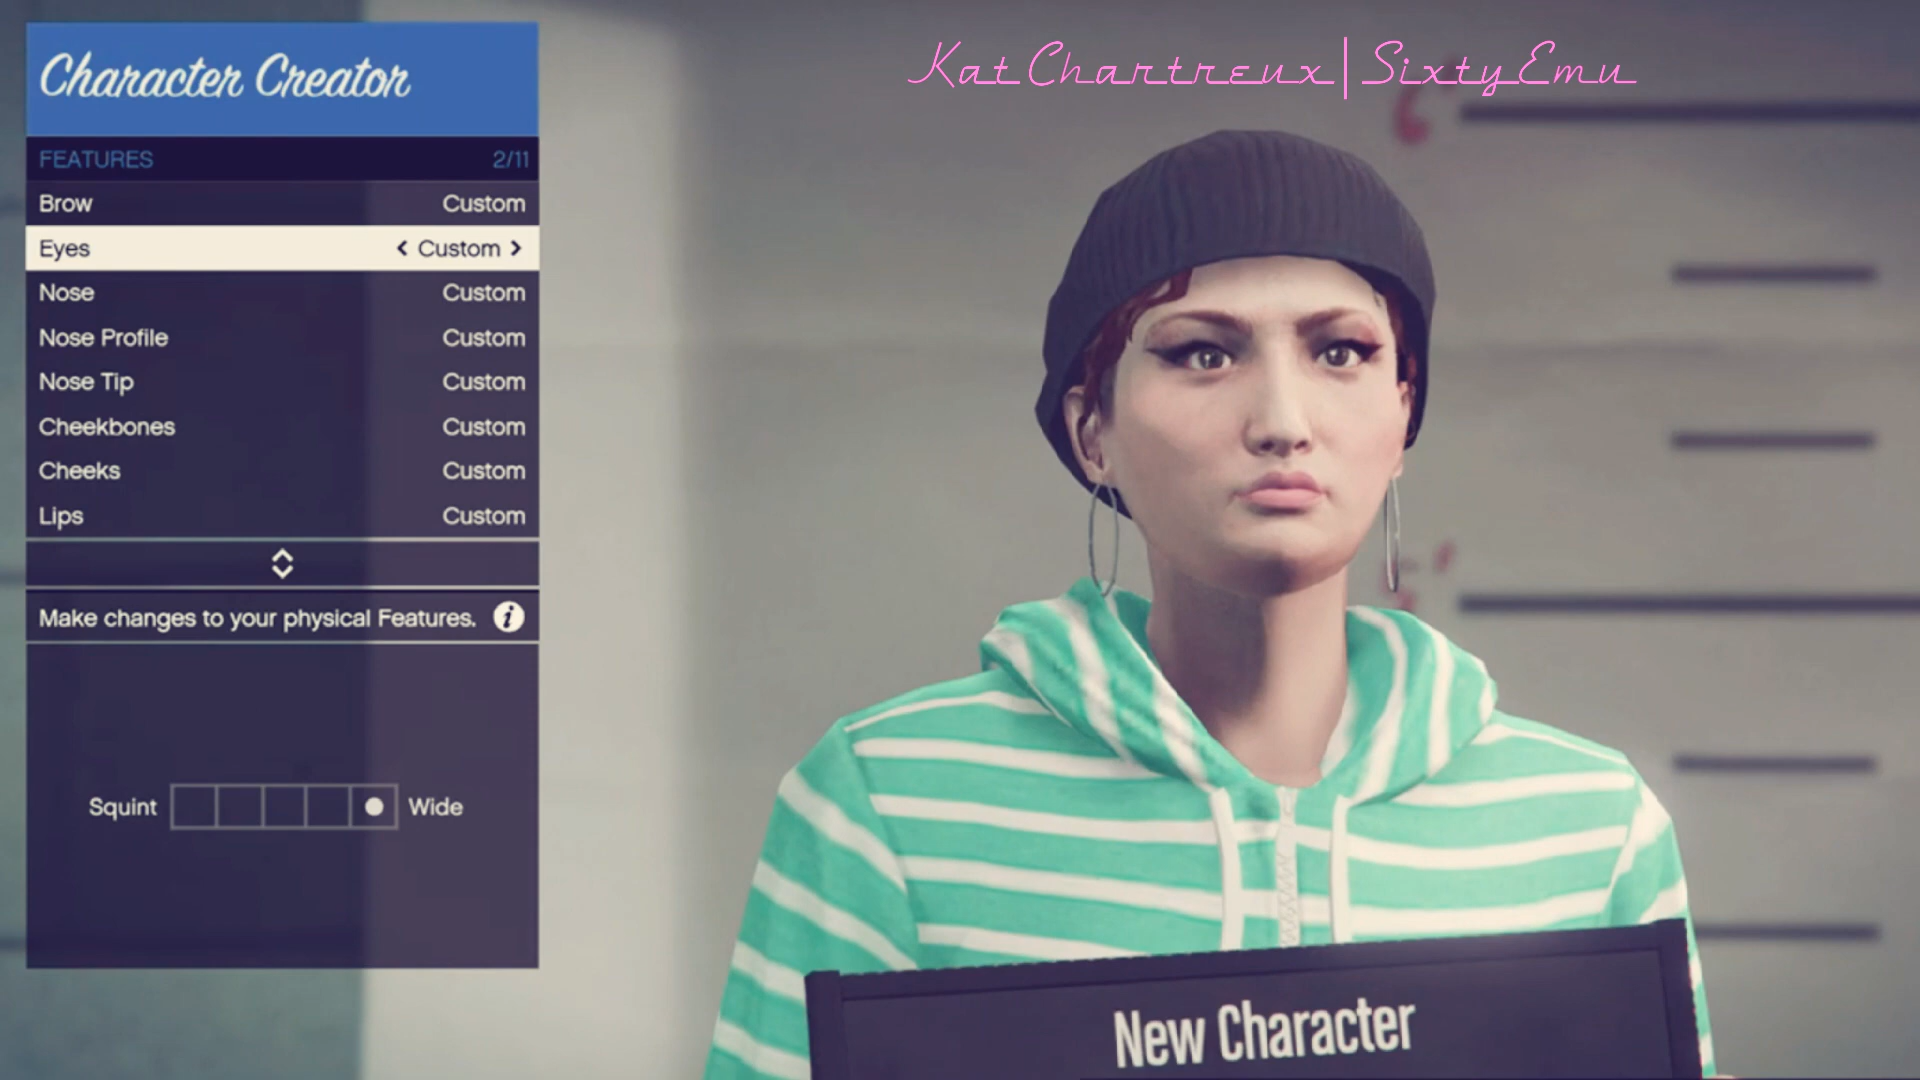 Character Creator
Kat Chartreux | SixtyEmu
FEATURES 2/11
Brow Custom
Eyes < Custom >
Nose Custom
Nose Profile Custom
Nose Tip Custom
Cheekbones Custom
Cheeks Custom
Lips Custom
Make changes to your physical Features. i
Squint Wide
New Character